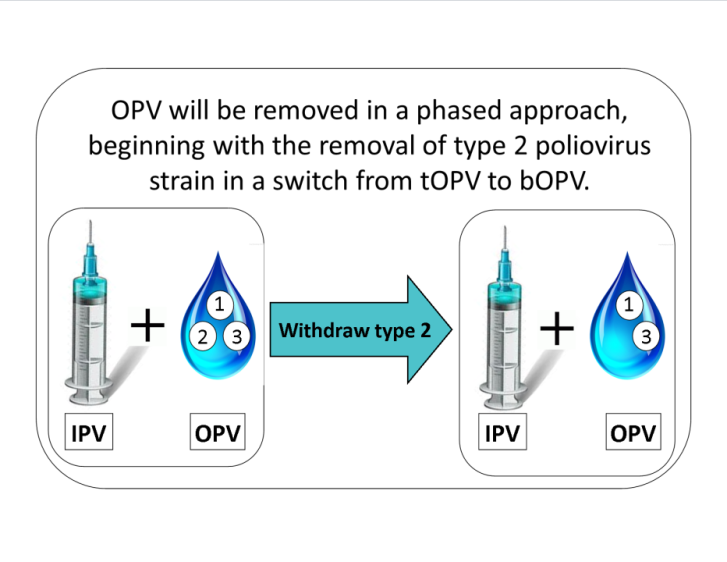 OPV will be removed in a phased approach,
beginning with the removal of type 2 poliovirus
strain in a switch from tOPV to bOPV.
1
2 3
+
IPV
OPV
Withdraw type 2
1
3
+
IPV
OPV